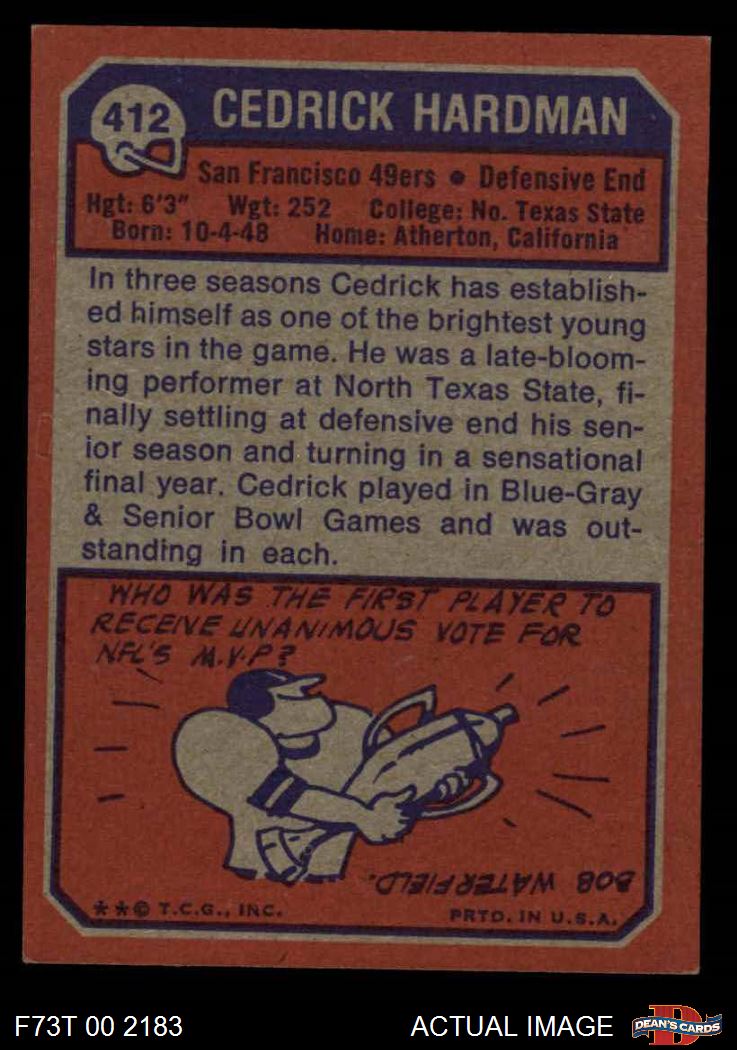 412
CEDRICK HARDMAN
San Francisco 49ers • Defensive End
Hgt: 6'3" Wgt: 252 College: No. Texas State
Born: 10-4-48 Home: Atherton, California
In three seasons Cedrick has establish-
ed himself as one of the brightest young
stars in the game. He was a late-bloom-
ing performer at North Texas State, fi-
nally settling at defensive end his sen-
ior season and turning in a sensational
final year. Cedrick played in Blue-Gray
& Senior Bowl Games and was out-
standing in each.
WHO WAS THE FIRST PLAYER TO
RECEIVE UNANIMOUS VOTE FOR
NFL'S M.V.P?
BOB WATERFIELD.
**© T.C.G., INC. PRTD. IN U.S.A.
F73T 00 2183 ACTUAL IMAGE
D
DEAN'S CARDS